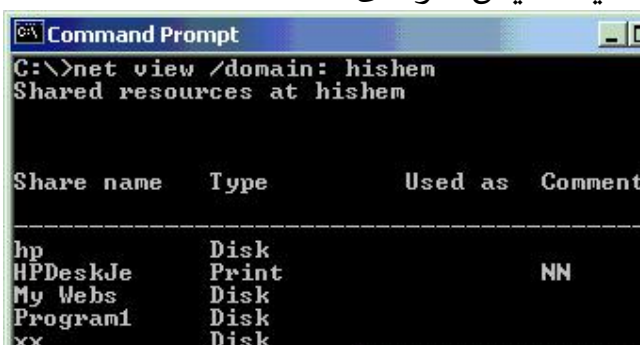 Command Prompt
C:\>net view /domain: hishem
Shared resources at hishem
Share name Type Used as Comment
hp Disk
HPDeskJe Print NN
My Webs Disk
Program1 Disk
xx Disk